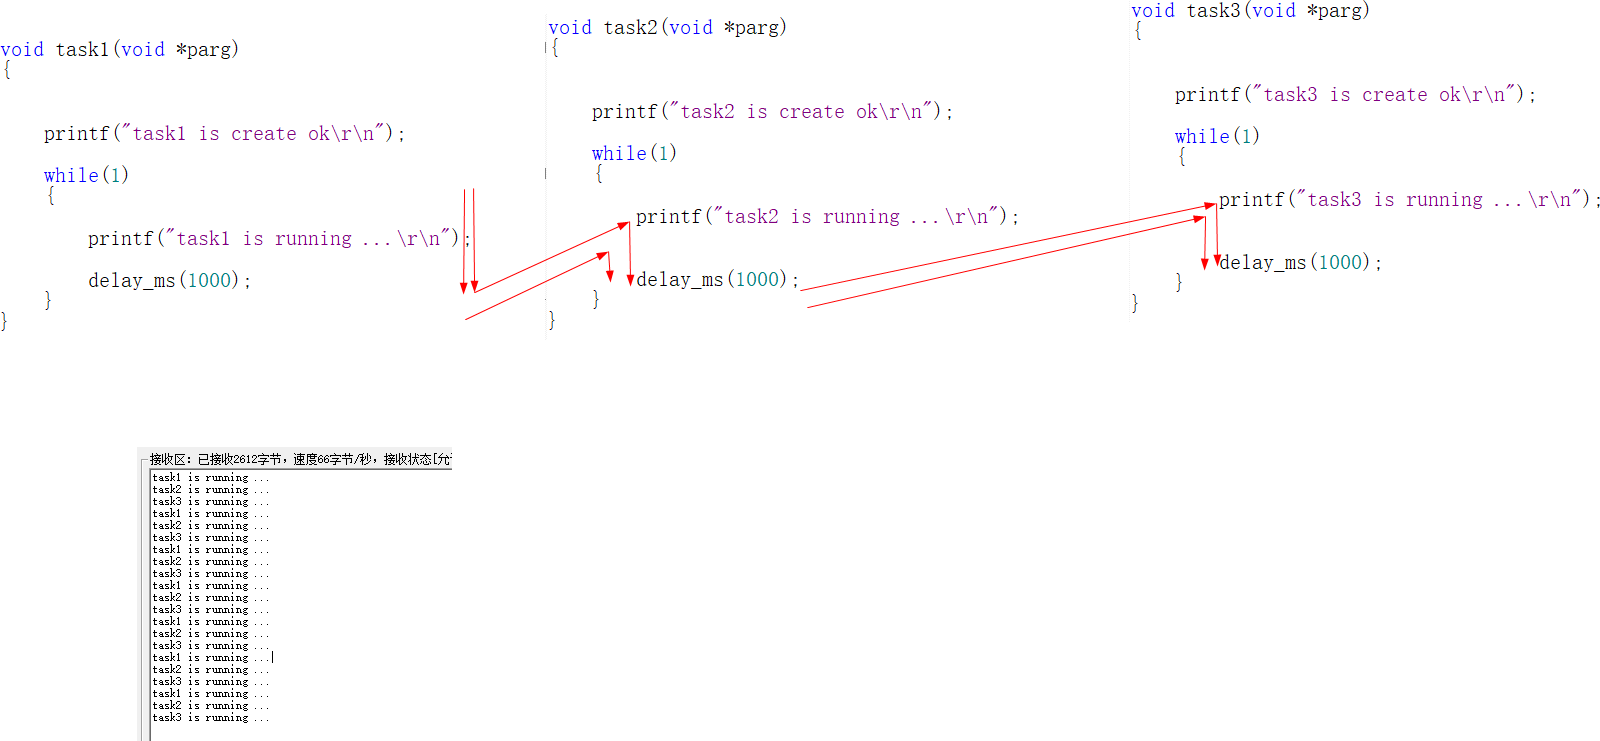 void task1(void *parg)
{
printf("task1 is create ok\r\n");
while(1)
{
printf("task1 is running ...\r\n");
delay_ms(1000);
}
}
void task2(void *parg)
{
printf("task2 is create ok\r\n");
while(1)
{
printf("task2 is running ...\r\n");
delay_ms(1000);
}
}
void task3(void *parg)
{
printf("task3 is create ok\r\n");
while(1)
{
printf("task3 is running ...\r\n");
delay_ms(1000);
}
}
接收区: 已接收2612字节, 速度66字节/秒, 接收状态[允
task1 is running ...
task2 is running ...
task3 is running ...
task1 is running ...
task2 is running ...
task3 is running ...
task1 is running ...
task2 is running ...
task3 is running ...
task1 is running ...
task2 is running ...
task3 is running ...
task1 is running ...
task2 is running ...
task3 is running ...
task1 is running ...
task2 is running ...
task3 is running ...
task1 is running ...
task2 is running ...
task3 is running ...